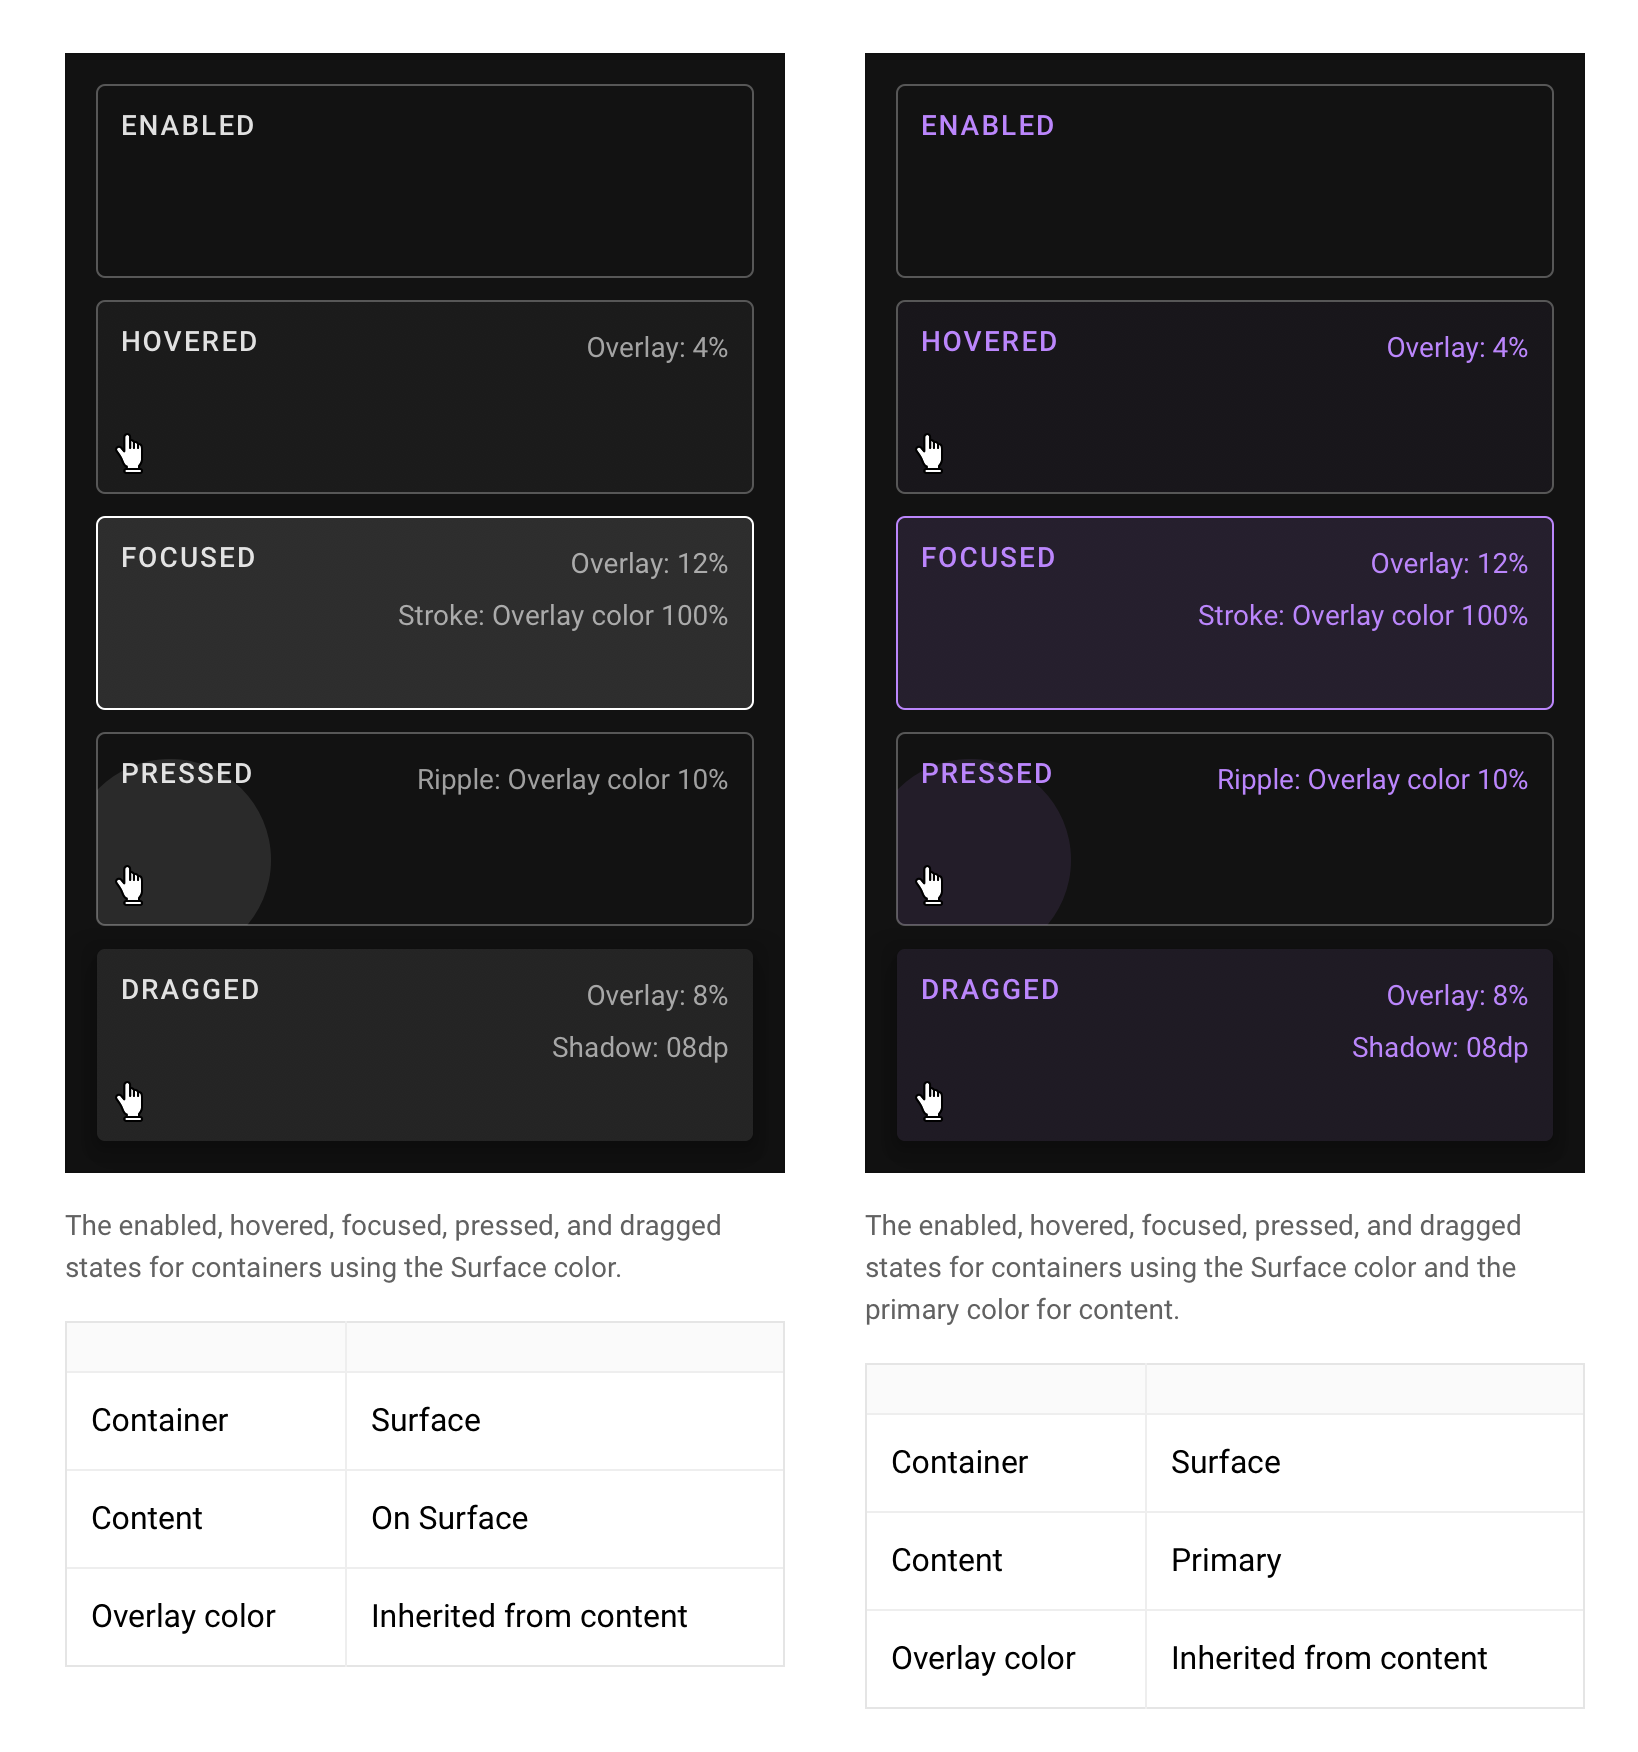 ENABLED
HOVERED
Overlay: 4%
FOCUSED
Overlay: 12%
Stroke: Overlay color 100%
PRESSED
Ripple: Overlay color 10%
DRAGGED
Overlay: 8%
Shadow: 08dp
The enabled, hovered, focused, pressed, and dragged
states for containers using the Surface color.
Container
Surface
Content
On Surface
Overlay color
Inherited from content
ENABLED
HOVERED
Overlay: 4%
FOCUSED
Overlay: 12%
Stroke: Overlay color 100%
PRESSED
Ripple: Overlay color 10%
DRAGGED
Overlay: 8%
Shadow: 08dp
The enabled, hovered, focused, pressed, and dragged
states for containers using the Surface color and the
primary color for content.
Container
Surface
Content
Primary
Overlay color
Inherited from content